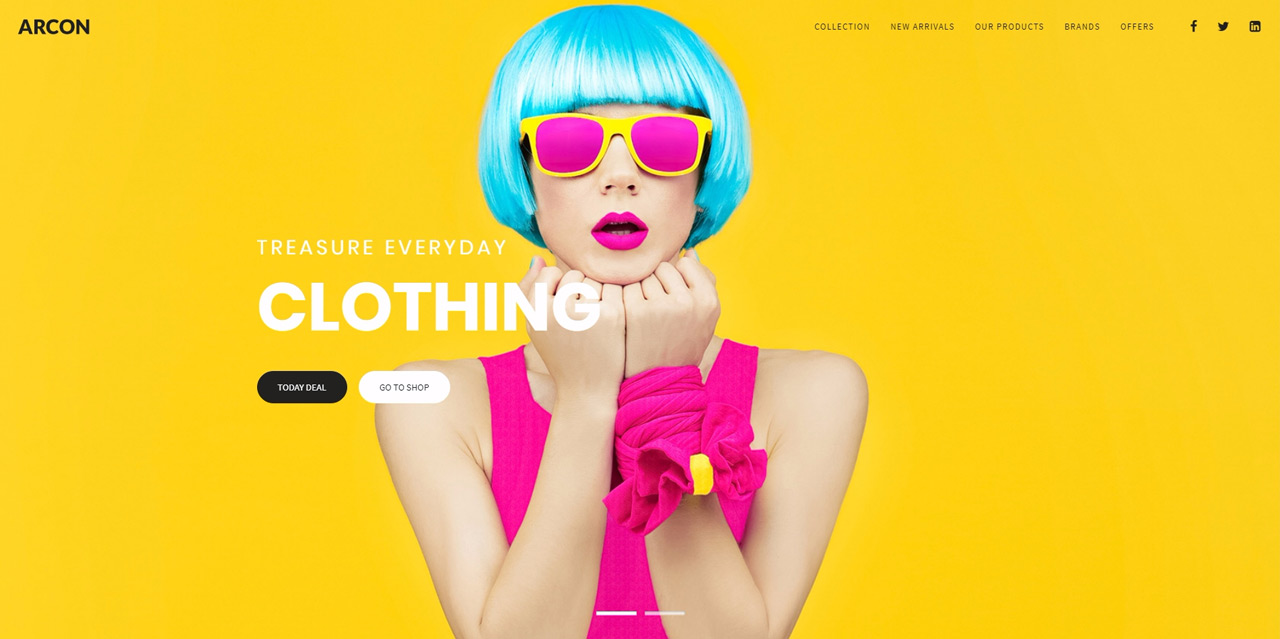 ARCON
COLLECTION NEW ARRIVALS OUR PRODUCTS BRANDS OFFERS
TREASURE EVERYDAY
CLOTHING
TODAY DEAL GO TO SHOP